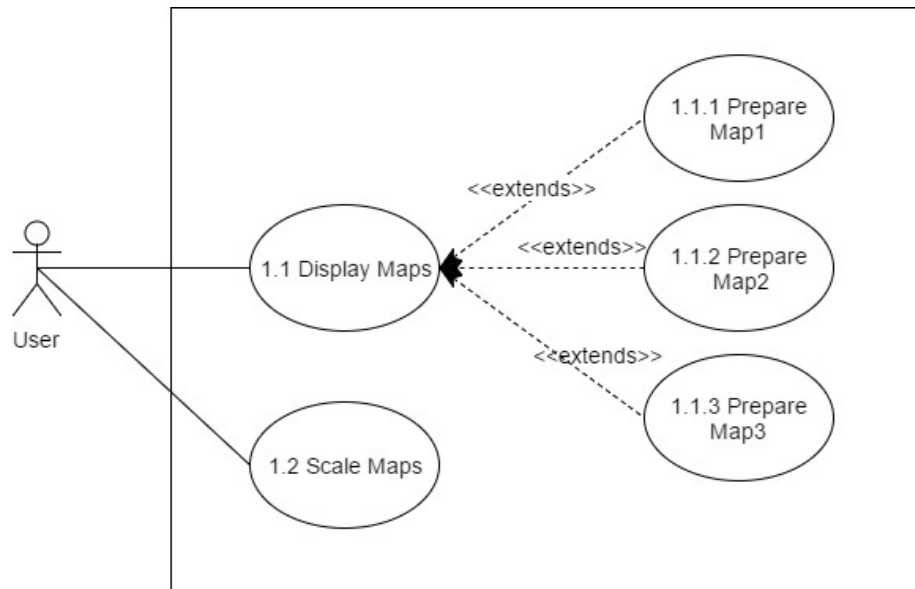 1.1.1 Prepare
Map1
<<extends>>
<<extends>>
1.1 Display Maps
1.1.2 Prepare
Map2
User
<<extends>>
1.1.3 Prepare
Map3
1.2 Scale Maps